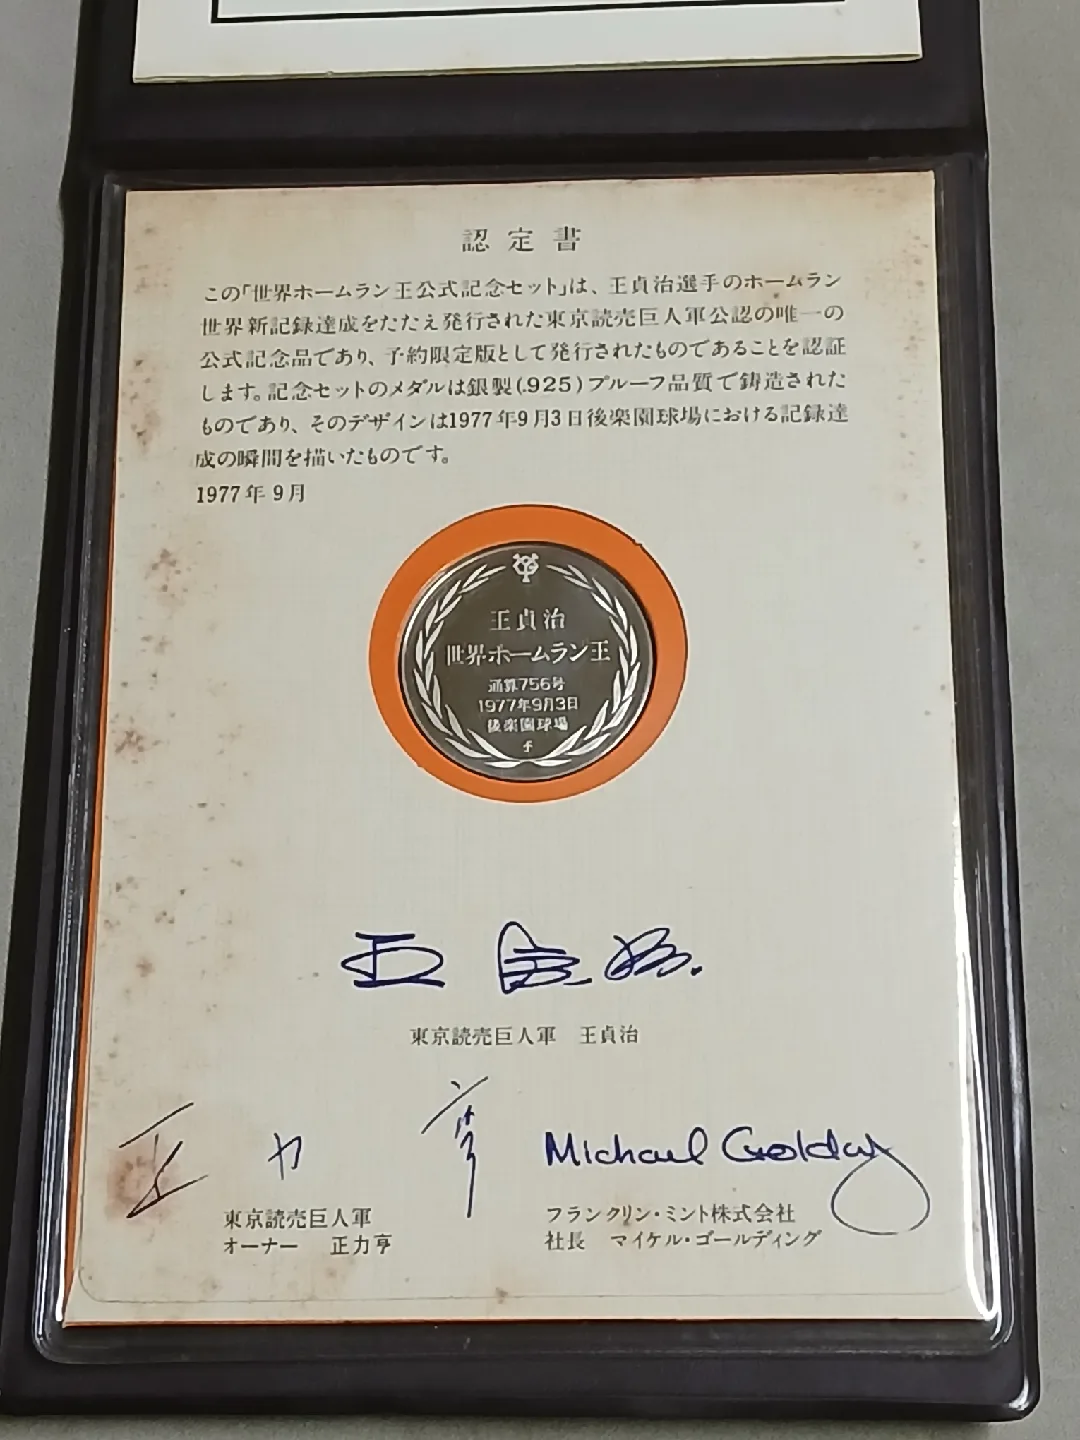 認定書
この「世界ホームラン王公式記念セット」は、王貞治選手のホームラン
世界新記録達成をたたえ発行された東京読売巨人軍公認の唯一の
公式記念品であり、予約限定版として発行されたものであることを認証
します。記念セットのメダルは銀製(.925)プルーフ品質で鋳造された
ものであり、そのデザインは1977年9月3日後楽園球場における記録達
成の瞬間を描いたものです。
1977年9月
王貞治
世界ホームラン王
通算756号
1977年9月3日
後楽園球場
王貞治
東京読売巨人軍 王貞治
正力亨
東京読売巨人軍
オーナー 正力亨
Michael Golding
フランクリン・ミント株式会社
社長 マイケル・ゴールディング